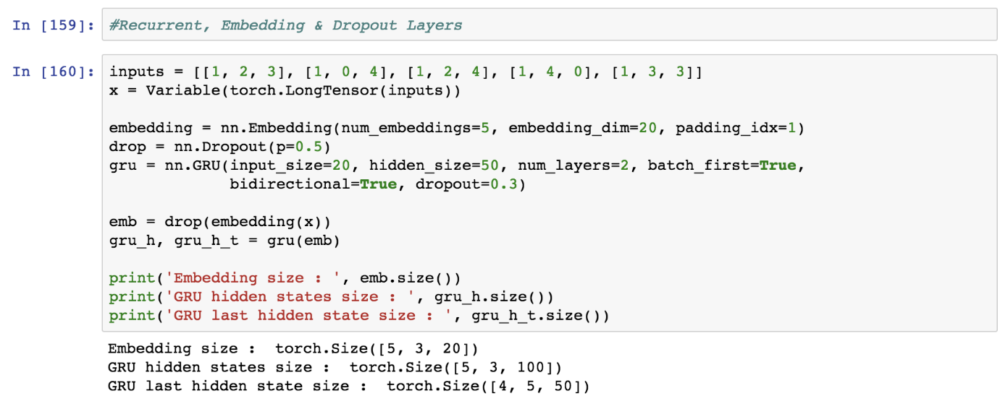 In [159]: #Recurrent, Embedding & Dropout Layers
In [160]: inputs = [[1, 2, 3], [1, 0, 4], [1, 2, 4], [1, 4, 0], [1, 3, 3]]
x = Variable(torch.LongTensor(inputs))
embedding = nn.Embedding(num_embeddings=5, embedding_dim=20, padding_idx=1)
drop = nn.Dropout(p=0.5)
gru = nn.GRU(input_size=20, hidden_size=50, num_layers=2, batch_first=True,
bidirectional=True, dropout=0.3)
emb = drop(embedding(x))
gru_h, gru_h_t = gru(emb)
print('Embedding size : ', emb.size())
print('GRU hidden states size : ', gru_h.size())
print('GRU last hidden state size : ', gru_h_t.size())
Embedding size :  torch.Size([5, 3, 20])
GRU hidden states size :  torch.Size([5, 3, 100])
GRU last hidden state size :  torch.Size([4, 5, 50])